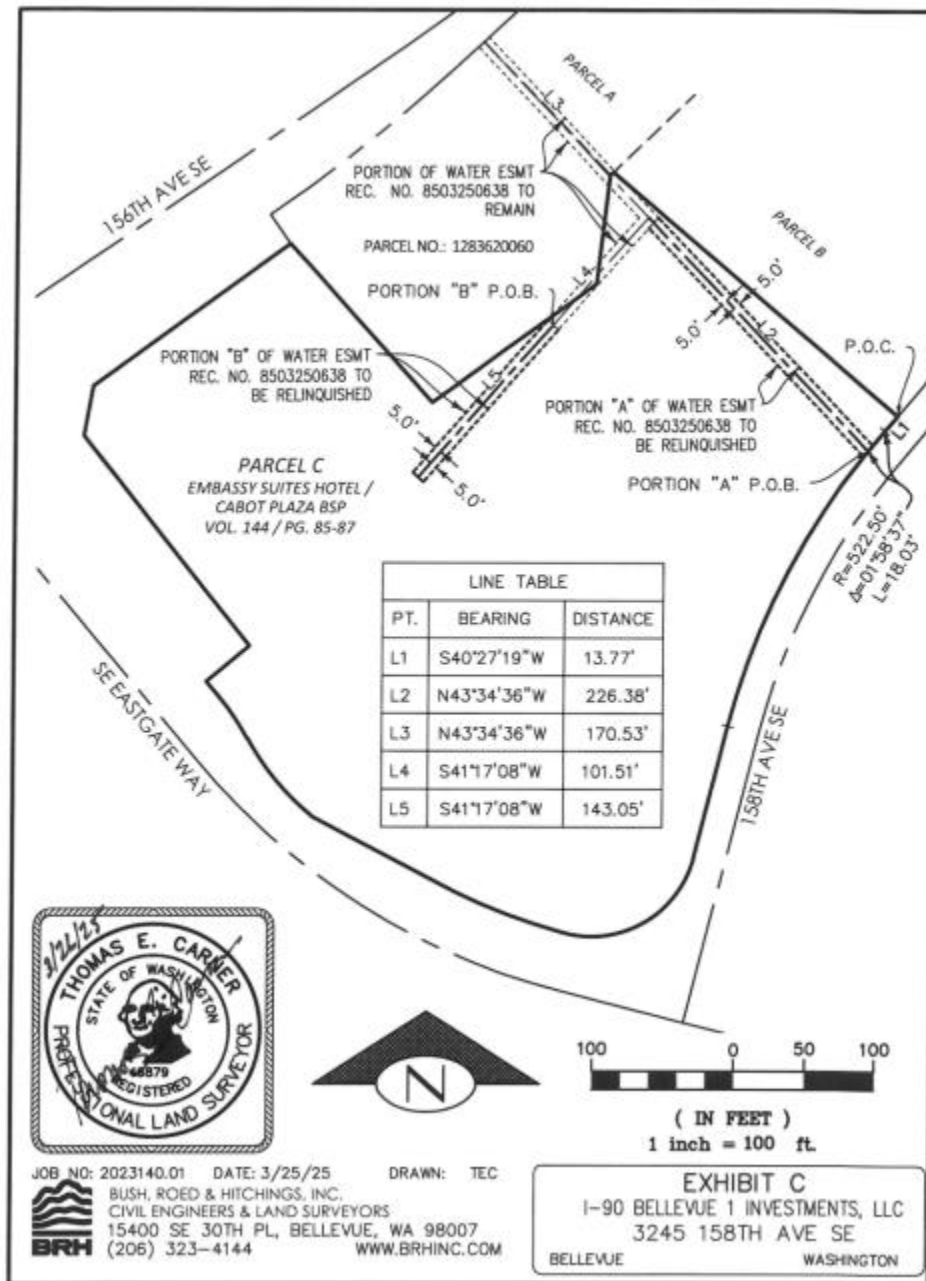 PARCEL A
L3
156TH AVE SE
PORTION OF WATER ESMT
REC. NO. 8503250638 TO
REMAIN
PARCEL NO.: 1283620060
L4
PARCEL B
5.0'
5.0'
L2
P.O.C.
L1
PORTION "B" P.O.B.
PORTION "B" OF WATER ESMT
REC. NO. 8503250638 TO
BE RELINQUISHED
L5
5.0'
5.0'
PORTION "A" OF WATER ESMT
REC. NO. 8503250638 TO
BE RELINQUISHED
PORTION "A" P.O.B.
R=522.50'
Δ=01°58'37"
L=18.03'
PARCEL C
EMBASSY SUITES HOTEL /
CABOT PLAZA BSP
VOL. 144 / PG. 85-87
LINE TABLE
PT. BEARING DISTANCE
L1 S40°27'19"W 13.77'
L2 N43°34'36"W 226.38'
L3 N43°34'36"W 170.53'
L4 S41°17'08"W 101.51'
L5 S41°17'08"W 143.05'
SE EASTGATE WAY
158TH AVE SE
THOMAS E. CARNER
STATE OF WASHINGTON
REGISTERED
PROFESSIONAL LAND SURVEYOR
N
100 0 50 100
( IN FEET )
1 inch = 100 ft.
JOB NO: 2023140.01 DATE: 3/25/25 DRAWN: TEC
BRH
BUSH, ROED & HITCHINGS, INC.
CIVIL ENGINEERS & LAND SURVEYORS
15400 SE 30TH PL, BELLEVUE, WA 98007
(206) 323-4144 WWW.BRHINC.COM
EXHIBIT C
I-90 BELLEVUE 1 INVESTMENTS, LLC
3245 158TH AVE SE
BELLEVUE WASHINGTON